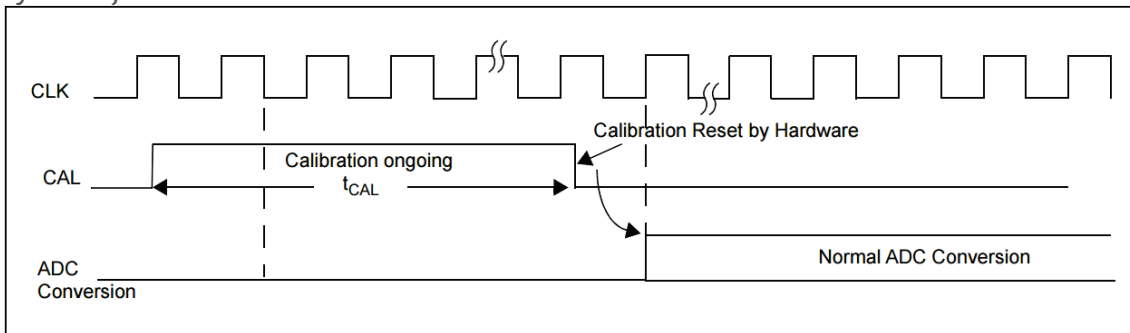 CLK
Calibration Reset by Hardware
Calibration ongoing
CAL
tCAL
Normal ADC Conversion
ADC
Conversion